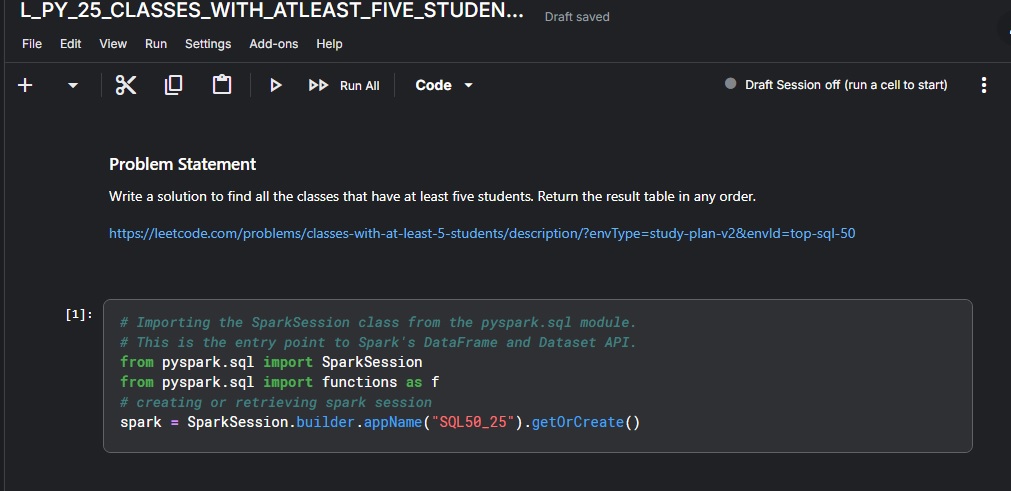 L_PY_25_CLASSES_WITH_ATLEAST_FIVE_STUDEN...
Draft saved
File Edit View Run Settings Add-ons Help
Run All Code Draft Session off (run a cell to start)
Problem Statement
Write a solution to find all the classes that have at least five students. Return the result table in any order.
https://leetcode.com/problems/classes-with-at-least-5-students/description/?envType=study-plan-v2&envId=top-sql-50
[1]:
# Importing the SparkSession class from the pyspark.sql module.
# This is the entry point to Spark's DataFrame and Dataset API.
from pyspark.sql import SparkSession
from pyspark.sql import functions as f
# creating or retrieving spark session
spark = SparkSession.builder.appName("SQL50_25").getOrCreate()